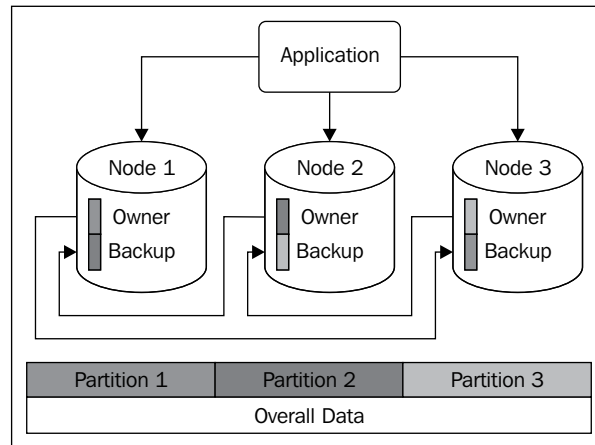 Application
Node 1 Node 2 Node 3
Owner Owner Owner
Backup Backup Backup
Partition 1 Partition 2 Partition 3
Overall Data